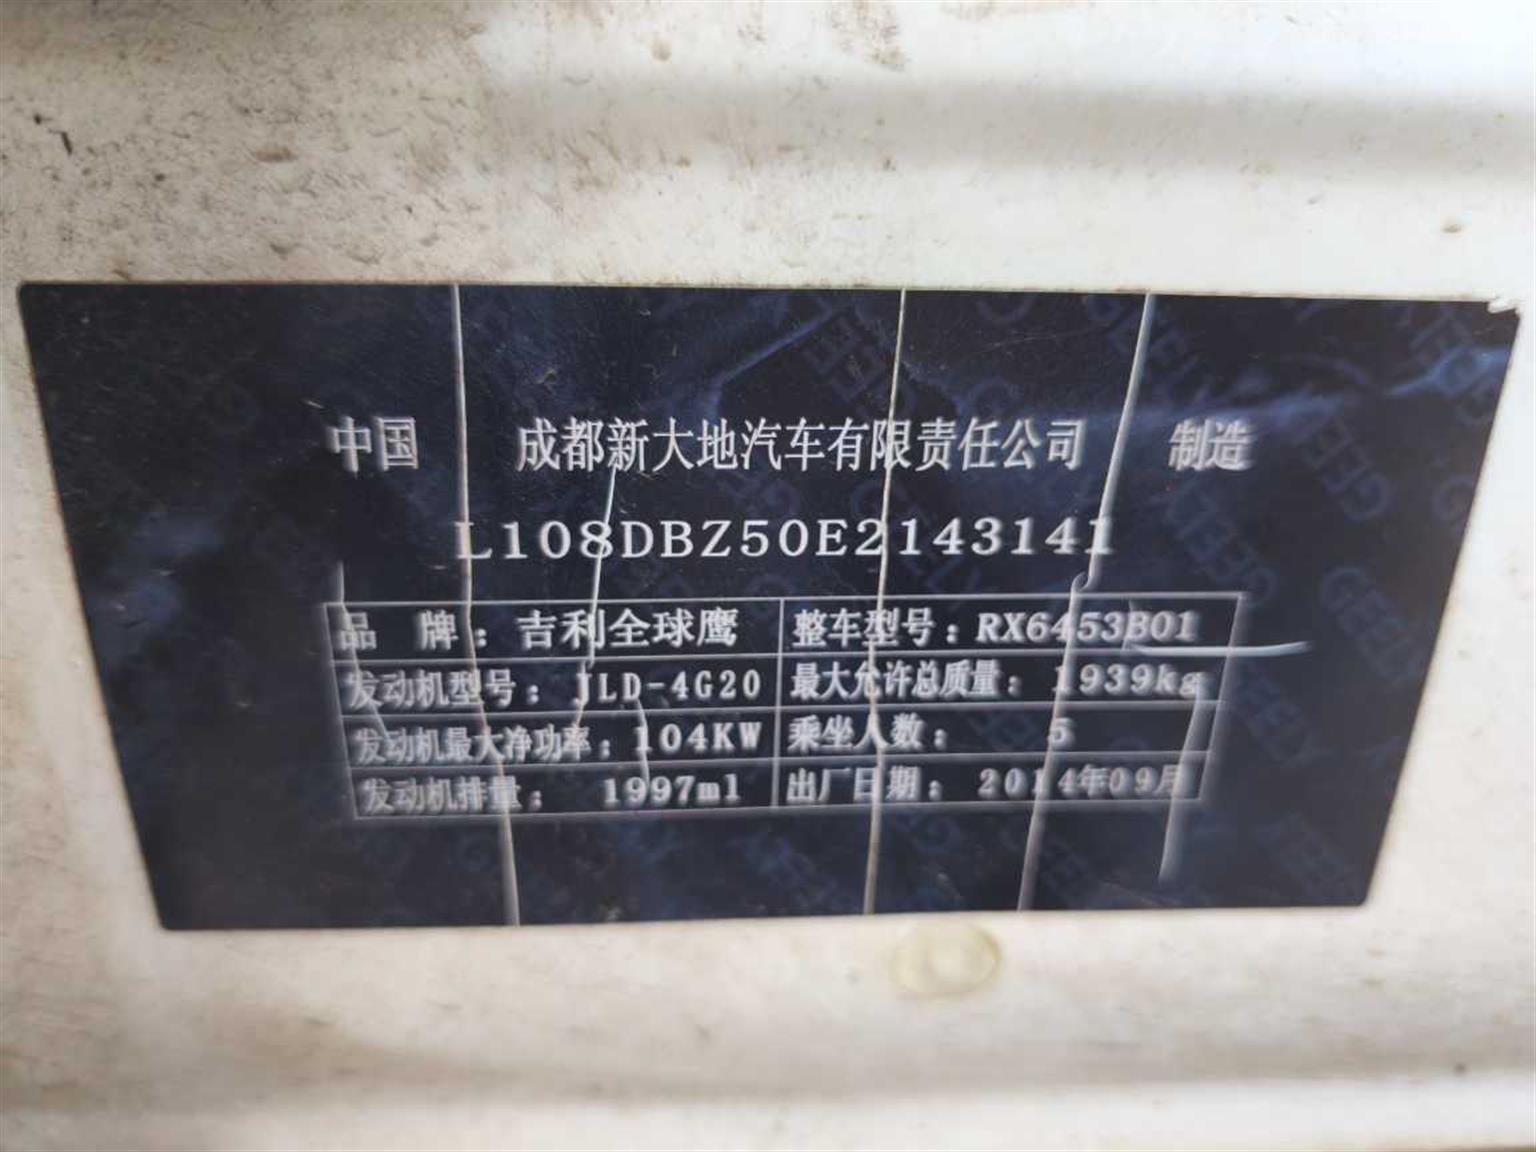 中国 成都新大地汽车有限责任公司 制造
L108DBZ50E2143141
品 牌：吉利全球鹰 整车型号：RX6453B01
发动机型号：JLD-4G20 最大允许总质量：1939kg
发动机最大净功率：104KW 乘坐人数：5
发动机排量：1997ml 出厂日期：2014年09月